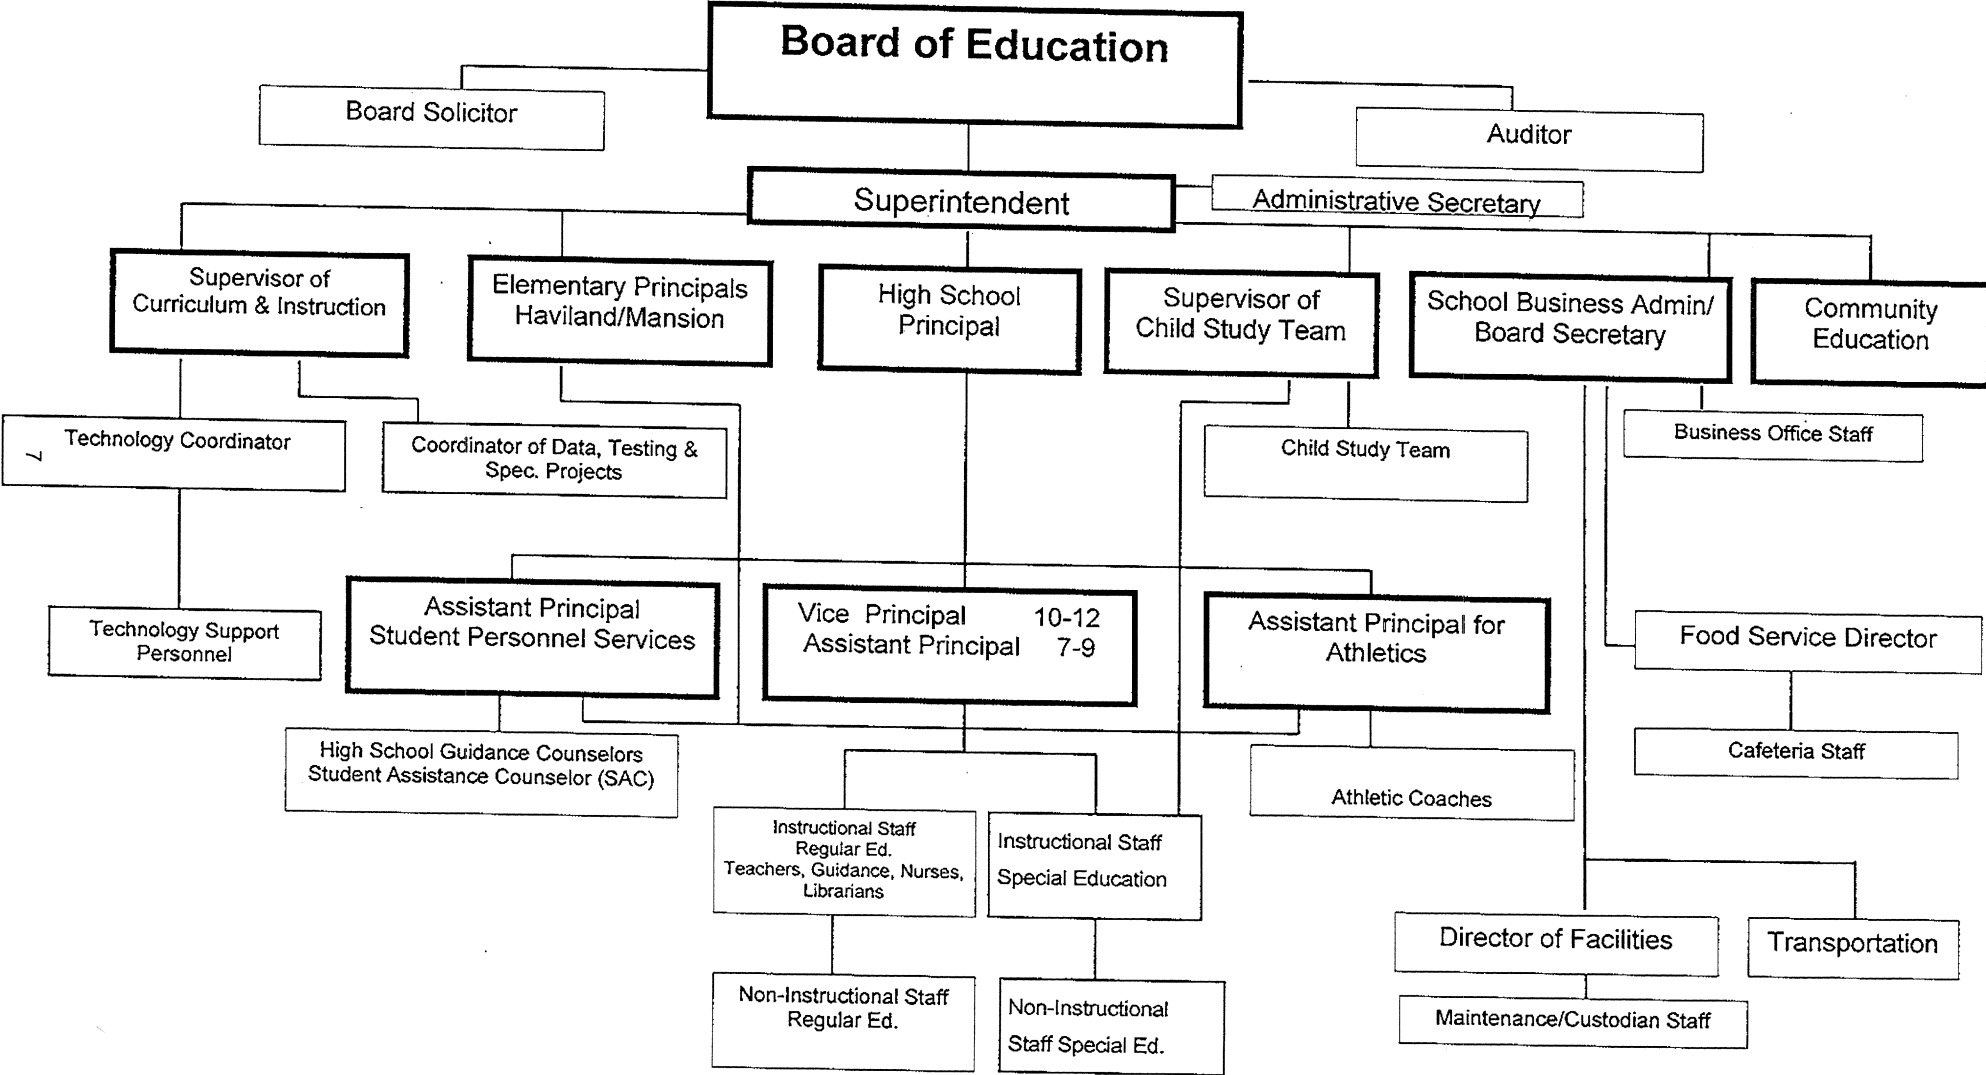 Board of Education
Board Solicitor
Auditor
Superintendent
Administrative Secretary
Supervisor of
Curriculum & Instruction
Elementary Principals
Haviland/Mansion
High School
Principal
Supervisor of
Child Study Team
School Business Admin/
Board Secretary
Community
Education
Technology Coordinator
Coordinator of Data, Testing &
Spec. Projects
Child Study Team
Business Office Staff
Technology Support
Personnel
Assistant Principal
Student Personnel Services
Vice Principal 10-12
Assistant Principal 7-9
Assistant Principal for
Athletics
Food Service Director
High School Guidance Counselors
Student Assistance Counselor (SAC)
Athletic Coaches
Cafeteria Staff
Instructional Staff
Regular Ed.
Teachers, Guidance, Nurses,
Librarians
Instructional Staff
Special Education
Director of Facilities
Transportation
Non-Instructional Staff
Regular Ed.
Non-Instructional
Staff Special Ed.
Maintenance/Custodian Staff